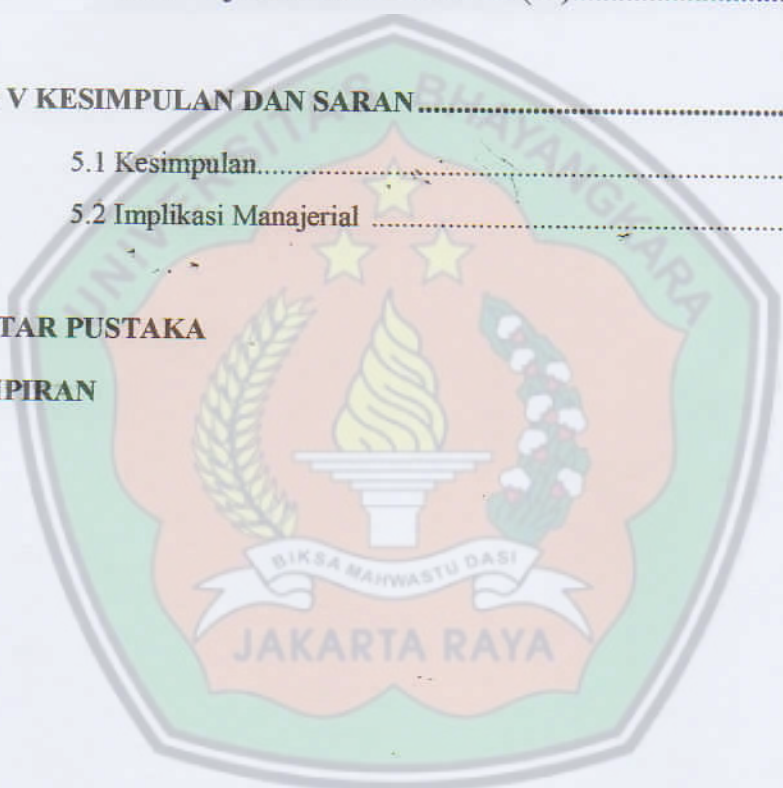 V KESIMPULAN DAN SARAN
5.1 Kesimpulan
5.2 Implikasi Manajerial
TAR PUSTAKA
PIRAN
UNIVERSITAS BHAYANGKARA
BIKSA MAHWASTU DASI
JAKARTA RAYA